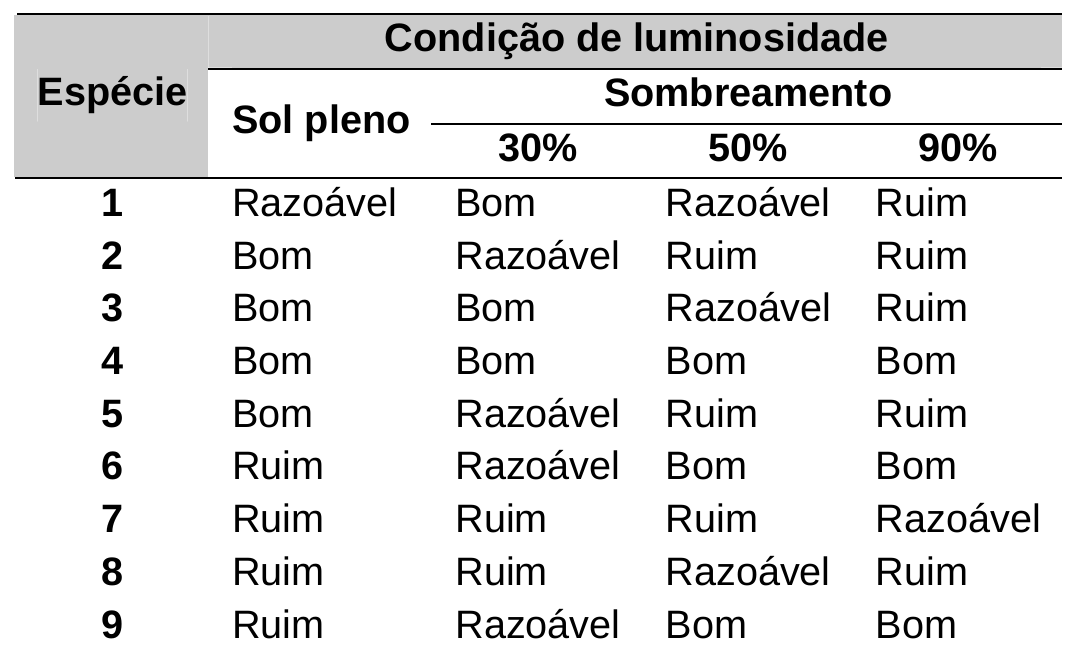 Condição de luminosidade
Espécie
Sol pleno
Sombreamento
30% 50% 90%
1 Razoável Bom Razoável Ruim
2 Bom Razoável Ruim Ruim
3 Bom Bom Razoável Ruim
4 Bom Bom Bom Bom
5 Bom Razoável Ruim Ruim
6 Ruim Razoável Bom Bom
7 Ruim Ruim Ruim Razoável
8 Ruim Ruim Razoável Ruim
9 Ruim Razoável Bom Bom